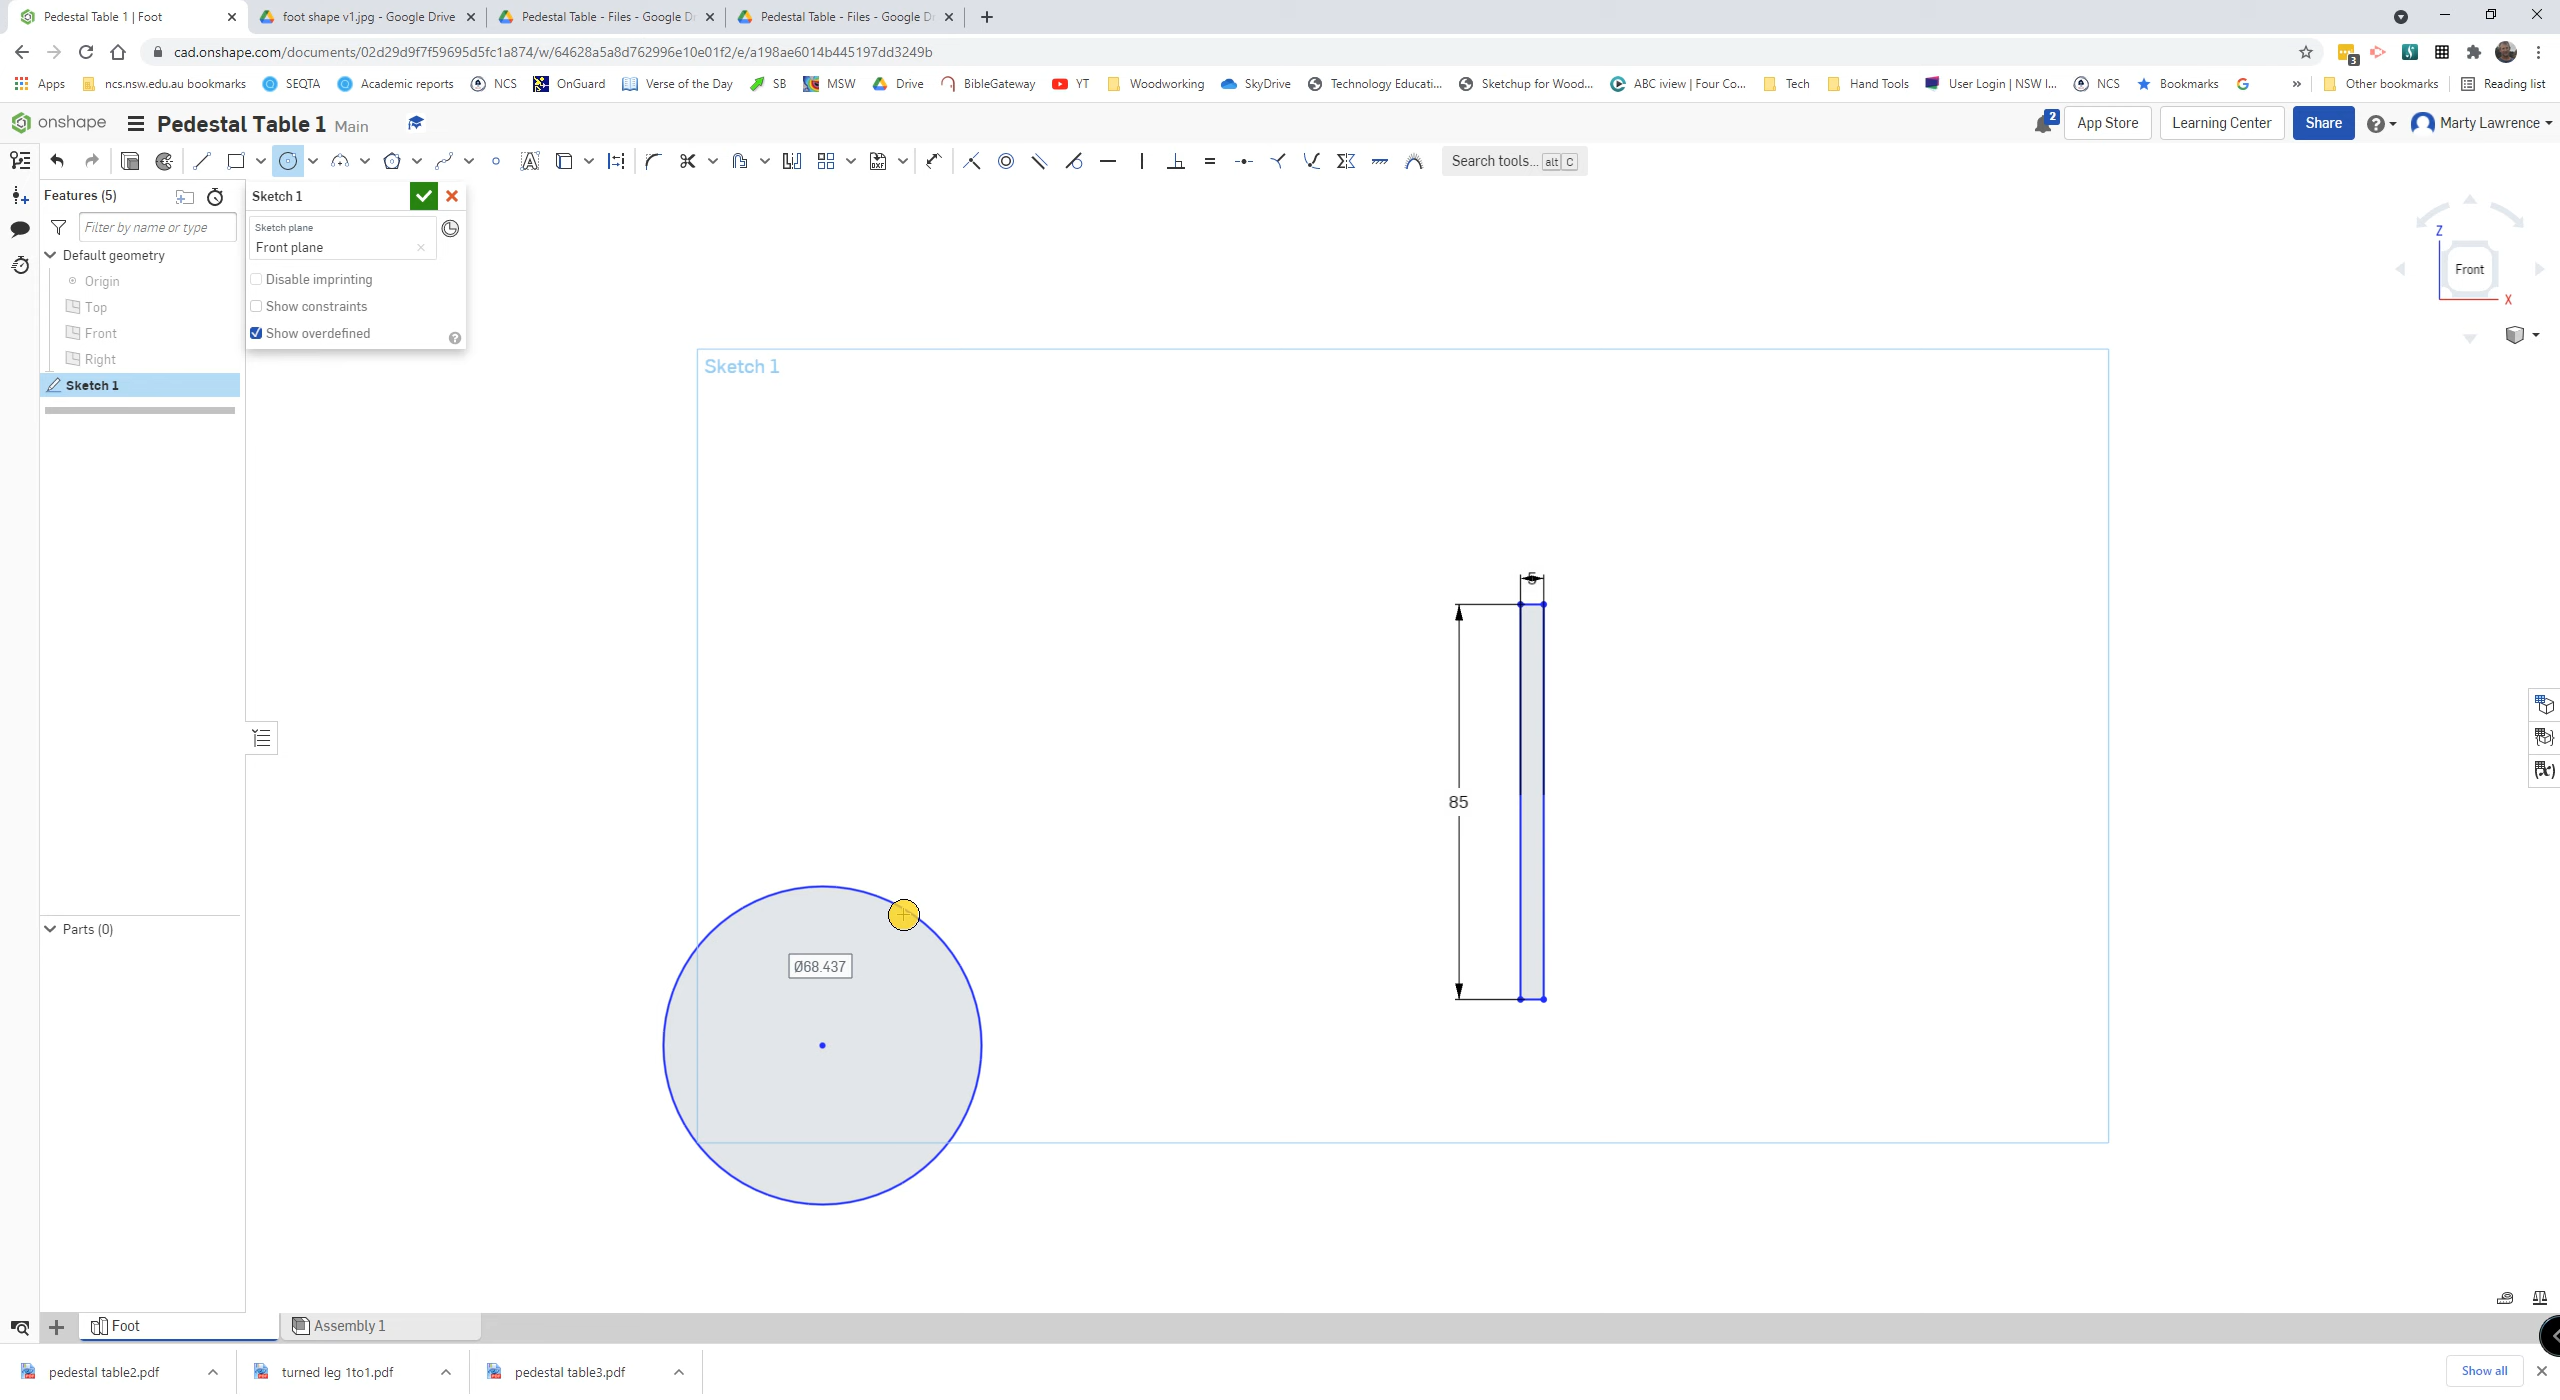 Pedestal Table 1 | Foot
foot shape v1.jpg - Google Drive
Pedestal Table - Files - Google D
Pedestal Table - Files - Google D
cad.onshape.com/documents/02d29d9f7f59695d5fc1a874/w/64628a5a8d762996e10e01f2/e/a198ae6014b445197dd3249b
3
Apps ncs.nsw.edu.au bookmarks SEQTA Academic reports NCS OnGuard Verse of the Day SB MSW Drive BibleGateway YT Woodworking SkyDrive Technology Educati... Sketchup for Wood... ABC iview | Four Co... Tech Hand Tools User Login | NSW I... NCS Bookmarks » Other bookmarks Reading list
onshape Pedestal Table 1 Main 2 App Store Learning Center Share Marty Lawrence
Search tools... alt C
Features (5)
Filter by name or type
Default geometry
Origin
Top
Front
Right
Sketch 1
Parts (0)
Sketch 1
Sketch plane
Front plane
Disable imprinting
Show constraints
Show overdefined
Sketch 1
5
85
Ø68.437
Z
Front
X
Foot
Assembly 1
pedestal table2.pdf
turned leg 1to1.pdf
pedestal table3.pdf
Show all